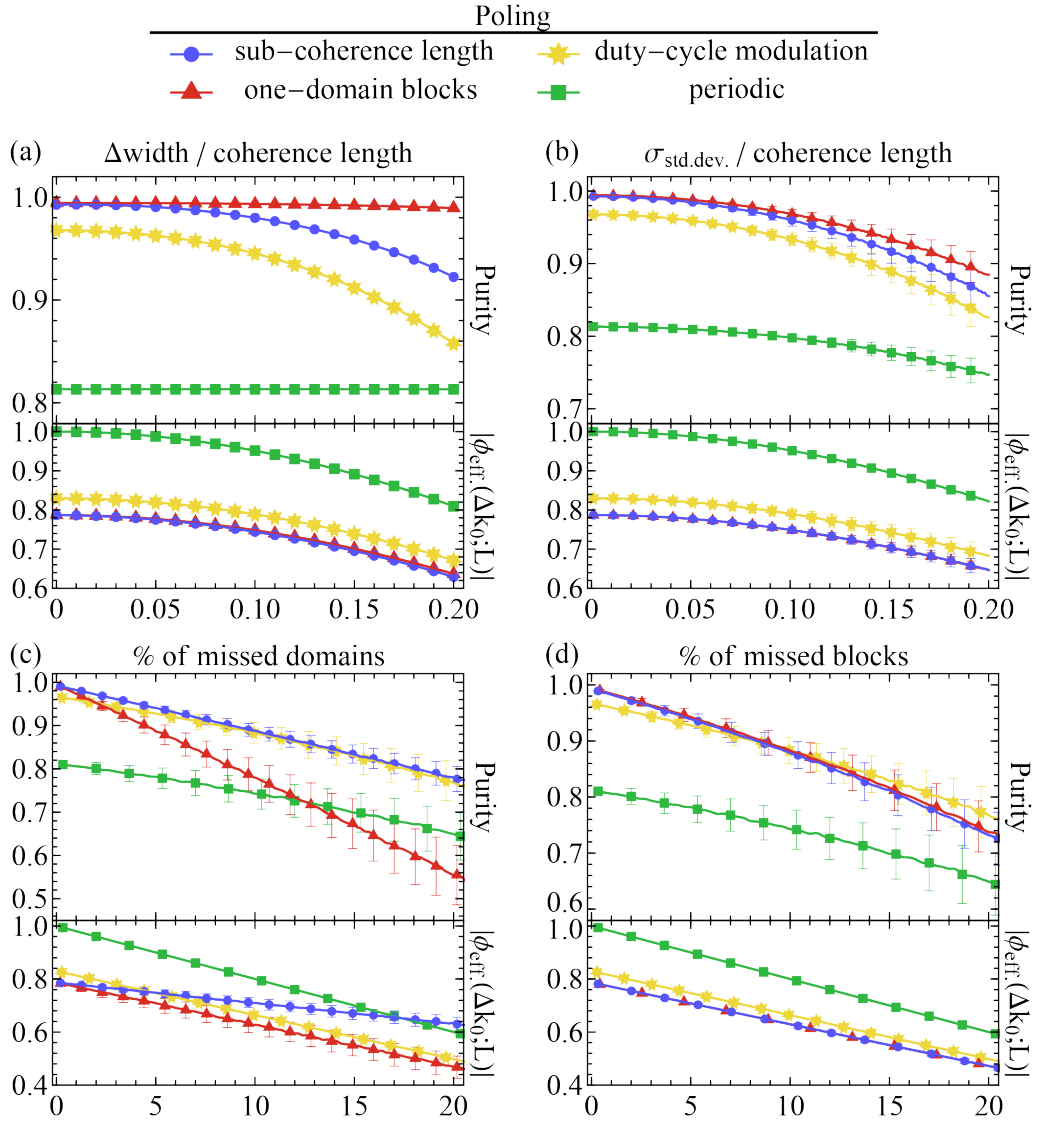 Poling
sub−coherence length
duty−cycle modulation
one−domain blocks
periodic
(a)
Δwidth / coherence length
1.0
0.9
0.8
Purity
1.0
0.9
0.8
0.7
0.6
|ϕeff.(Δk0;L)|
0
0.05
0.10
0.15
0.20
(b)
σstd.dev. / coherence length
1.0
0.9
0.8
0.7
Purity
1.0
0.9
0.8
0.7
0.6
|ϕeff.(Δk0;L)|
0
0.05
0.10
0.15
0.20
(c)
% of missed domains
1.0
0.9
0.8
0.7
0.6
0.5
Purity
1.0
0.8
0.6
0.4
|ϕeff.(Δk0;L)|
0
5
10
15
20
(d)
% of missed blocks
1.0
0.9
0.8
0.7
0.6
Purity
1.0
0.8
0.6
0.4
|ϕeff.(Δk0;L)|
0
5
10
15
20